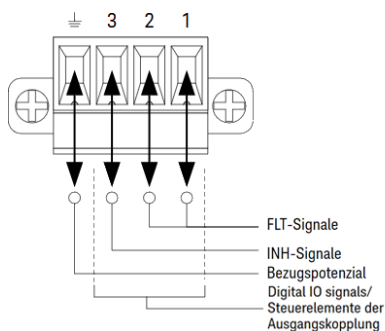 3 2 1
FLT-Signale
INH-Signale
Bezugspotenzial
Digital IO signals/
Steuerelemente der
Ausgangskopplung